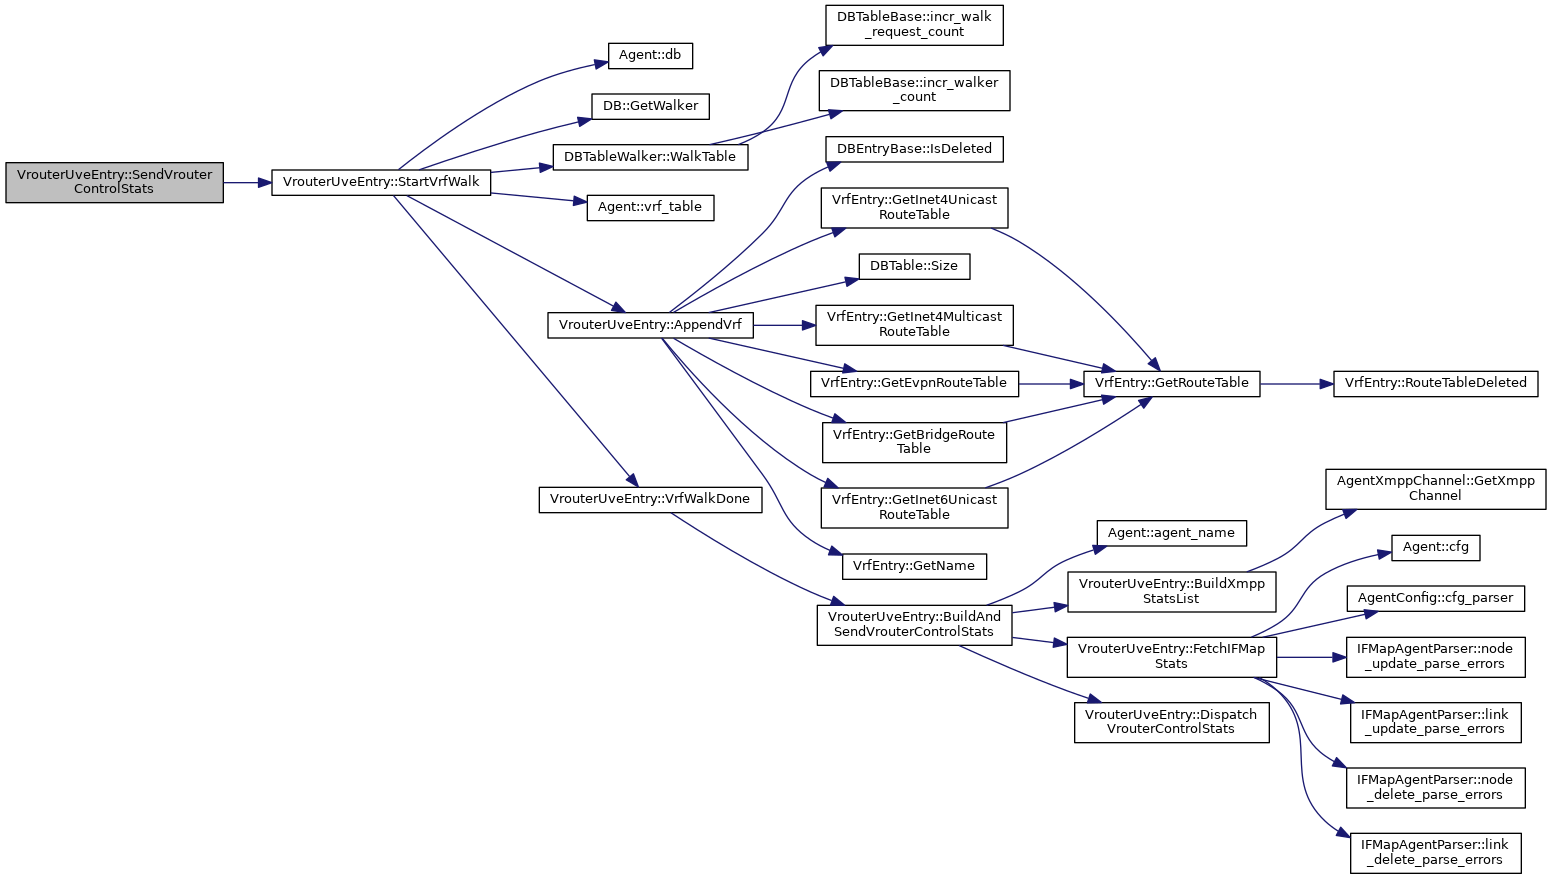 VrouterUveEntry::SendVrouter
ControlStats
VrouterUveEntry::StartVrfWalk
Agent::db
DB::GetWalker
DBTableWalker::WalkTable
Agent::vrf_table
VrouterUveEntry::AppendVrf
VrouterUveEntry::VrfWalkDone
DBTableBase::incr_walk
_request_count
DBTableBase::incr_walker
_count
DBEntryBase::IsDeleted
VrfEntry::GetInet4Unicast
RouteTable
DBTable::Size
VrfEntry::GetInet4Multicast
RouteTable
VrfEntry::GetEvpnRouteTable
VrfEntry::GetBridgeRoute
Table
VrfEntry::GetInet6Unicast
RouteTable
VrfEntry::GetName
VrouterUveEntry::BuildAnd
SendVrouterControlStats
VrfEntry::GetRouteTable
VrfEntry::RouteTableDeleted
Agent::agent_name
VrouterUveEntry::BuildXmpp
StatsList
VrouterUveEntry::FetchIFMap
Stats
VrouterUveEntry::Dispatch
VrouterControlStats
AgentXmppChannel::GetXmpp
Channel
Agent::cfg
AgentConfig::cfg_parser
IFMapAgentParser::node
_update_parse_errors
IFMapAgentParser::link
_update_parse_errors
IFMapAgentParser::node
_delete_parse_errors
IFMapAgentParser::link
_delete_parse_errors